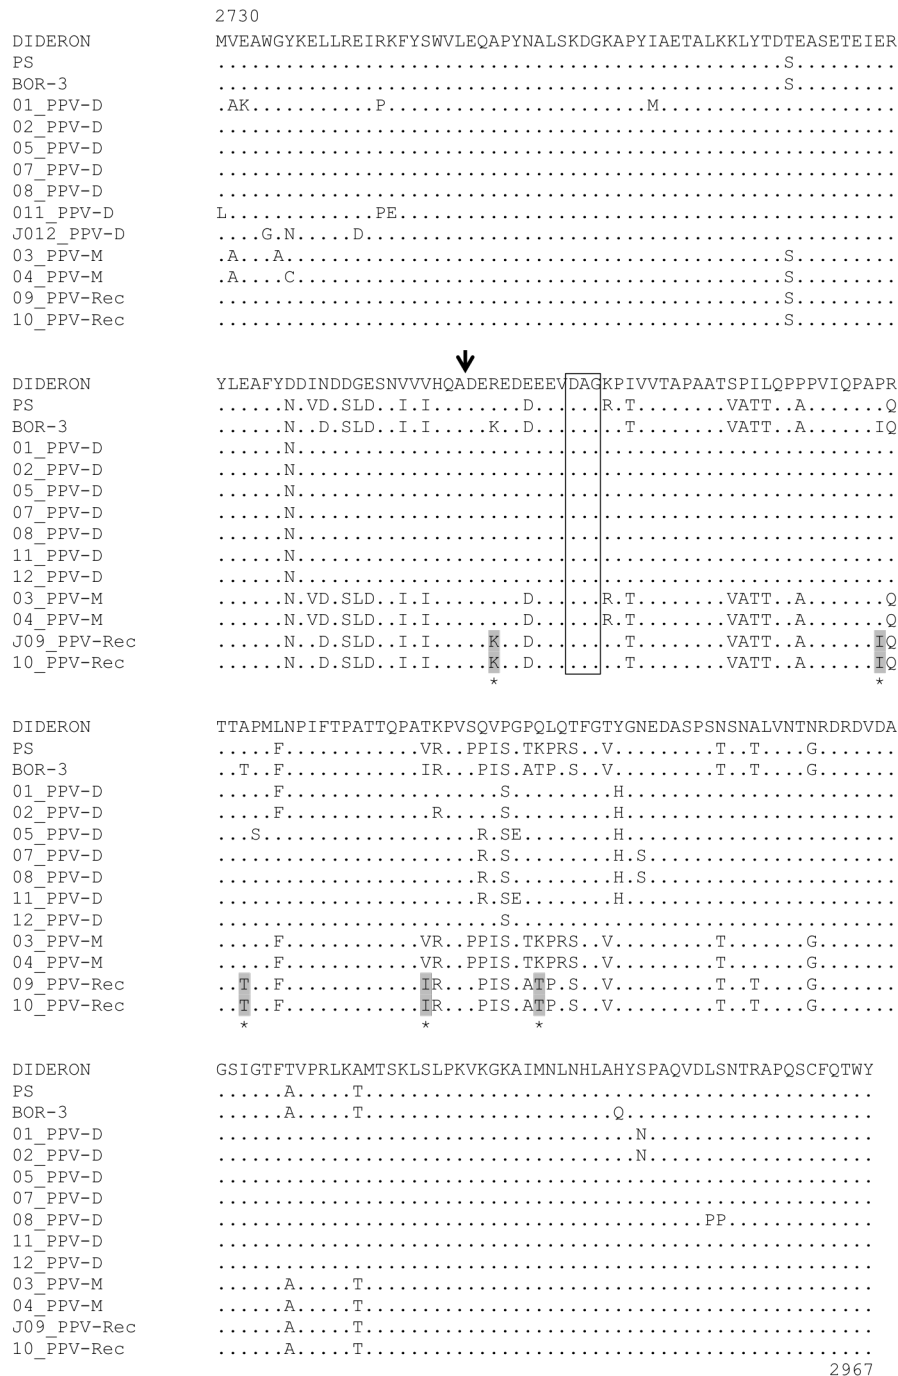 2730
DIDERON MVEAWGYKELLREIRKFYSWVLEQAPYNALSKDGKAPYIAETALKKLYTDTEASETEIER
PS ..................................................S.........
BOR-3 ..................................................S.........
01_PPV-D .AK...........P.......................M.....................
02_PPV-D ............................................................
05_PPV-D ............................................................
07_PPV-D ............................................................
08_PPV-D ............................................................
011_PPV-D L.............PE............................................
J012_PPV-D ....G.N.....D...............................................
03_PPV-M .A...A............................................S.........
04_PPV-M .A....C...........................................S.........
09_PPV-Rec ..................................................S.........
10_PPV-Rec ..................................................S.........
DIDERON YLEAFYDDINDDGESNVVVHQADEREDEEEVDAGKPIVVTAPAATSPILQPPPVIQPAPR
PS ......N.VD.SLD..I.I........D......R.T........VATT..A.......Q
BOR-3 ......N..D.SLD..I.I.....K..D........T........VATT..A......IQ
01_PPV-D ......N.....................................................
02_PPV-D ......N.....................................................
05_PPV-D ......N.....................................................
07_PPV-D ......N.....................................................
08_PPV-D ......N.....................................................
11_PPV-D ......N.....................................................
12_PPV-D ......N.....................................................
03_PPV-M ......N.VD.SLD..I.I........D......R.T........VATT..A.......Q
04_PPV-M ......N.VD.SLD..I.I........D......R.T........VATT..A.......Q
J09_PPV-Rec ......N..D.SLD..I.I.....K..D........T........VATT..A......IQ
10_PPV-Rec ......N..D.SLD..I.I.....K..D........T........VATT..A......IQ
* *
DIDERON TTAPMLNPIFTPATTQPATKPVSQVPGPQLQTFGTYGNEDASPSNSNALVNTNRDRDVDA
PS .....F............VR..PPIS.TKPRS..V.........T..T....G.......
BOR-3 ..T..F............IR...PIS.ATP.S..V.........T..T....G.......
01_PPV-D .....F...................S.........H........................
02_PPV-D .....F.............R.....S.........H........................
05_PPV-D ...S...................R.SE........H........................
07_PPV-D .......................R.S.........H.S......................
08_PPV-D .......................R.S.........H.S......................
11_PPV-D .......................R.SE........H........................
12_PPV-D .........................S..................................
03_PPV-M .....F............VR..PPIS.TKPRS..V.........T.......G.......
04_PPV-M .....F............VR..PPIS.TKPRS..V.........T.......G.......
09_PPV-Rec ..T..F............IR...PIS.ATP.S..V.........T..T....G.......
10_PPV-Rec ..T..F............IR...PIS.ATP.S..V.........T..T....G.......
* * *
DIDERON GSIGTFTVPRLKAMTSKLSLPKVKGKAIMNLNHLAHYSPAQVDLSNTRAPQSCFQTWY
PS ......A.....T.............................................
BOR-3 ......A.....T......................Q......................
01_PPV-D .....................................N....................
02_PPV-D .....................................N....................
05_PPV-D ..........................................................
07_PPV-D ..........................................................
08_PPV-D ...........................................PP.............
11_PPV-D ..........................................................
12_PPV-D ..........................................................
03_PPV-M ......A.....T.............................................
04_PPV-M ......A.....T.............................................
J09_PPV-Rec ......A.....T.............................................
10_PPV-Rec ......A.....T.............................................
2967